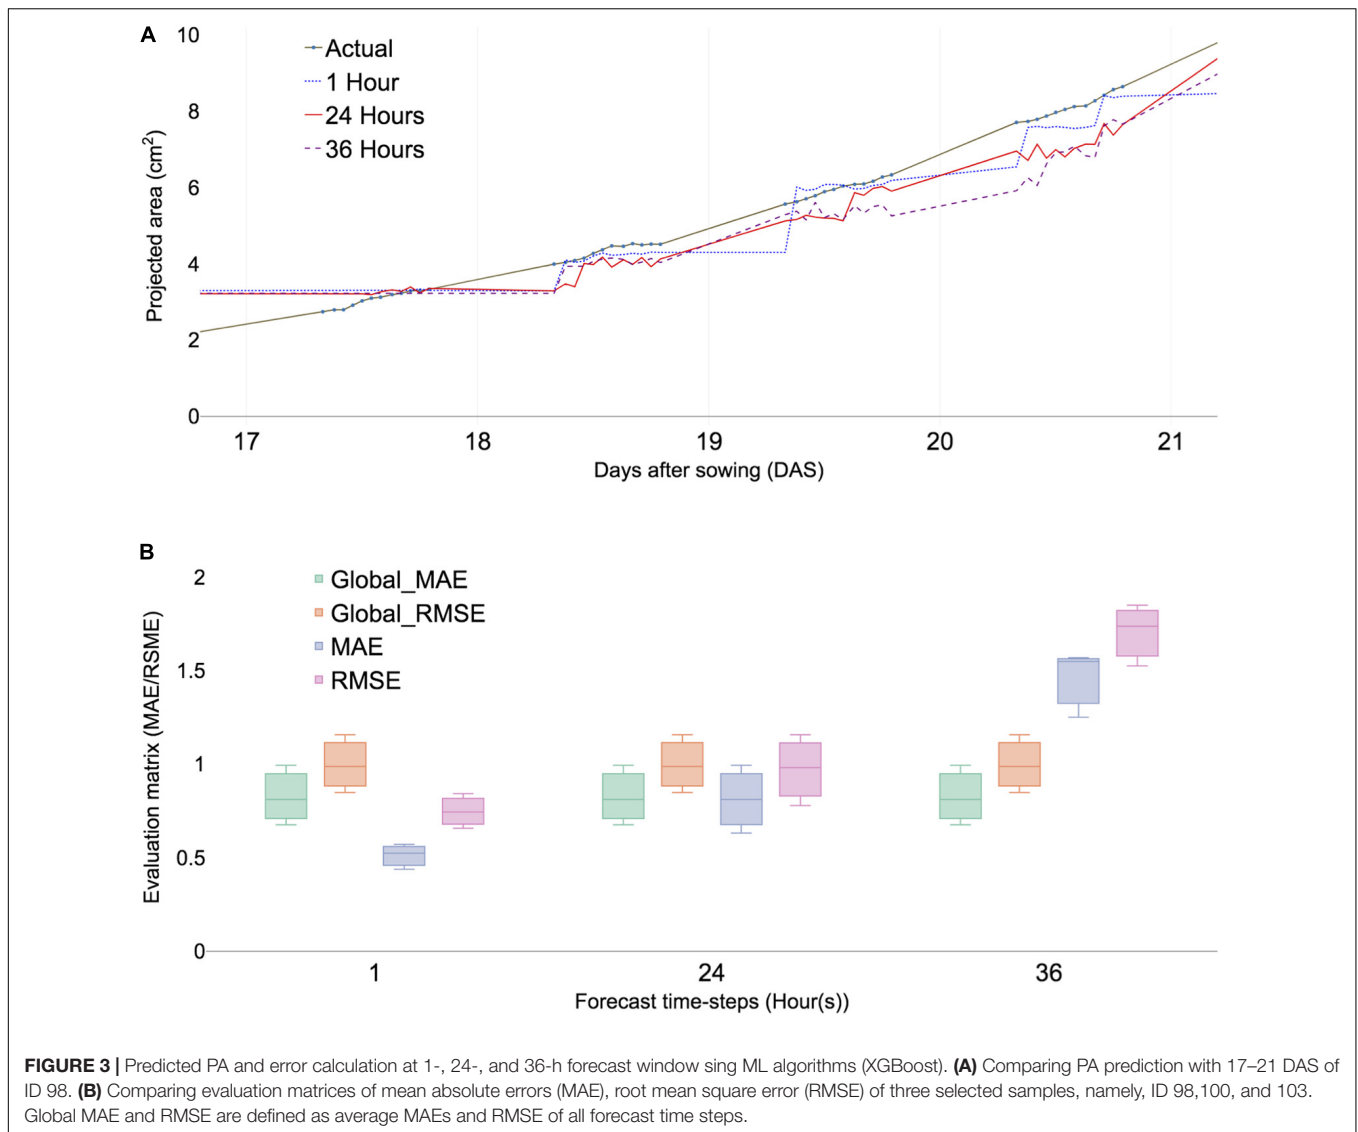 A
10
8
6
4
2
0
Projected area (cm²)
Actual
1 Hour
24 Hours
36 Hours
17 18 19 20 21
Days after sowing (DAS)
B
2
1.5
1
0.5
0
Evaluation matrix (MAE/RSME)
Global_MAE
Global_RMSE
MAE
RMSE
1 24 36
Forecast time-steps (Hour(s))
FIGURE 3 | Predicted PA and error calculation at 1-, 24-, and 36-h forecast window sing ML algorithms (XGBoost). (A) Comparing PA prediction with 17–21 DAS of
ID 98. (B) Comparing evaluation matrices of mean absolute errors (MAE), root mean square error (RMSE) of three selected samples, namely, ID 98,100, and 103.
Global MAE and RMSE are defined as average MAEs and RMSE of all forecast time steps.